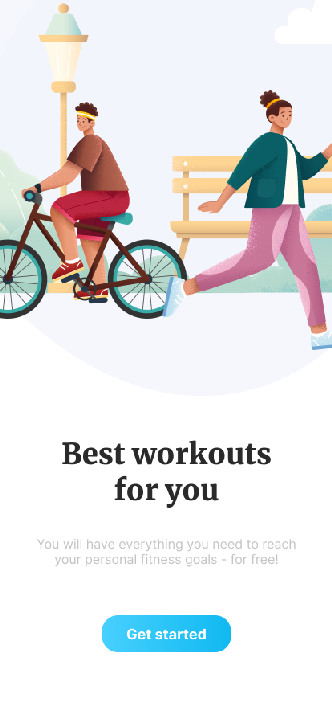 Best workouts
for you
You will have everything you need to reach
your personal fitness goals - for free!
Get started